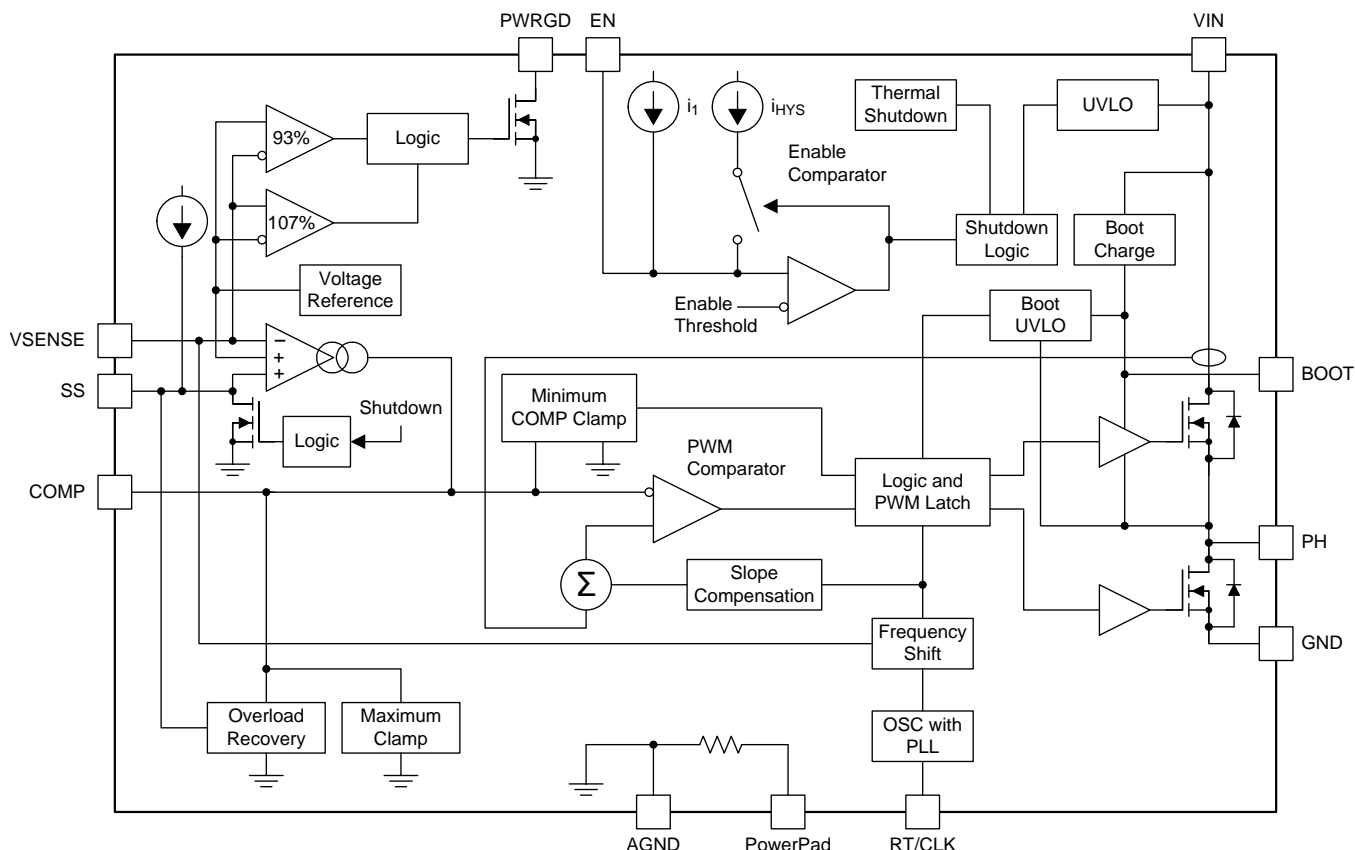 PWRGD
EN
VIN
93%
Logic
i1
iHYS
Thermal
Shutdown
UVLO
Enable
Comparator
107%
Shutdown
Logic
Boot
Charge
Voltage
Reference
Enable
Threshold
Boot
UVLO
VSENSE
−
+
+
SS
BOOT
Shutdown
Logic
Minimum
COMP Clamp
PWM
Comparator
COMP
Logic and
PWM Latch
PH
Σ
Slope
Compensation
Frequency
Shift
GND
Overload
Recovery
Maximum
Clamp
OSC with
PLL
AGND
PowerPad
RT/CLK